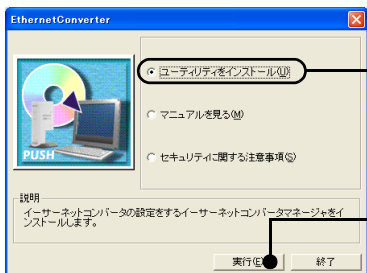 EthernetConverter
ユーティリティをインストール(U)
マニュアルを見る(M)
セキュリティに関する注意事項(S)
PUSH
説明
イーサーネットコンバータの設定をするイーサーネットコンバータマネージャをイ
ンストールします。
実行(E)
終了